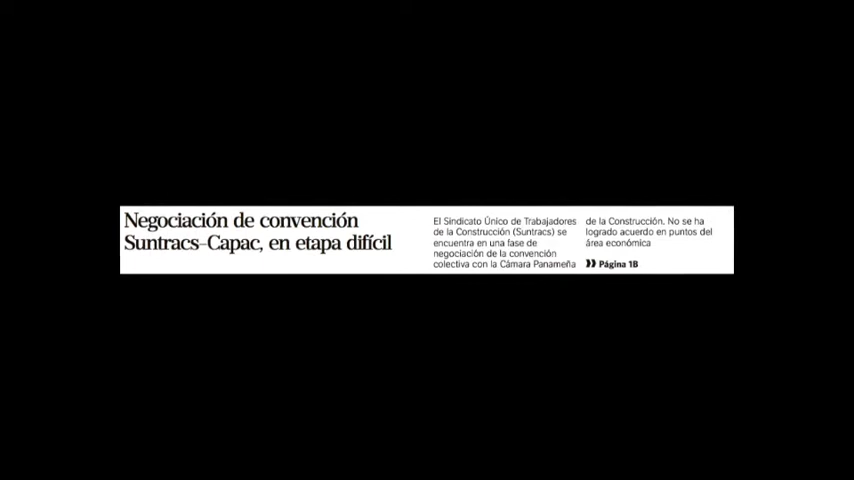 Negociación de convención
Suntracs-Capac, en etapa difícil
El Sindicato Único de Trabajadores
de la Construcción (Suntracs) se
encuentra en una fase de
negociación de la convención
colectiva con la Cámara Panameña
de la Construcción. No se ha
logrado acuerdo en puntos del
área económica
Página 1B